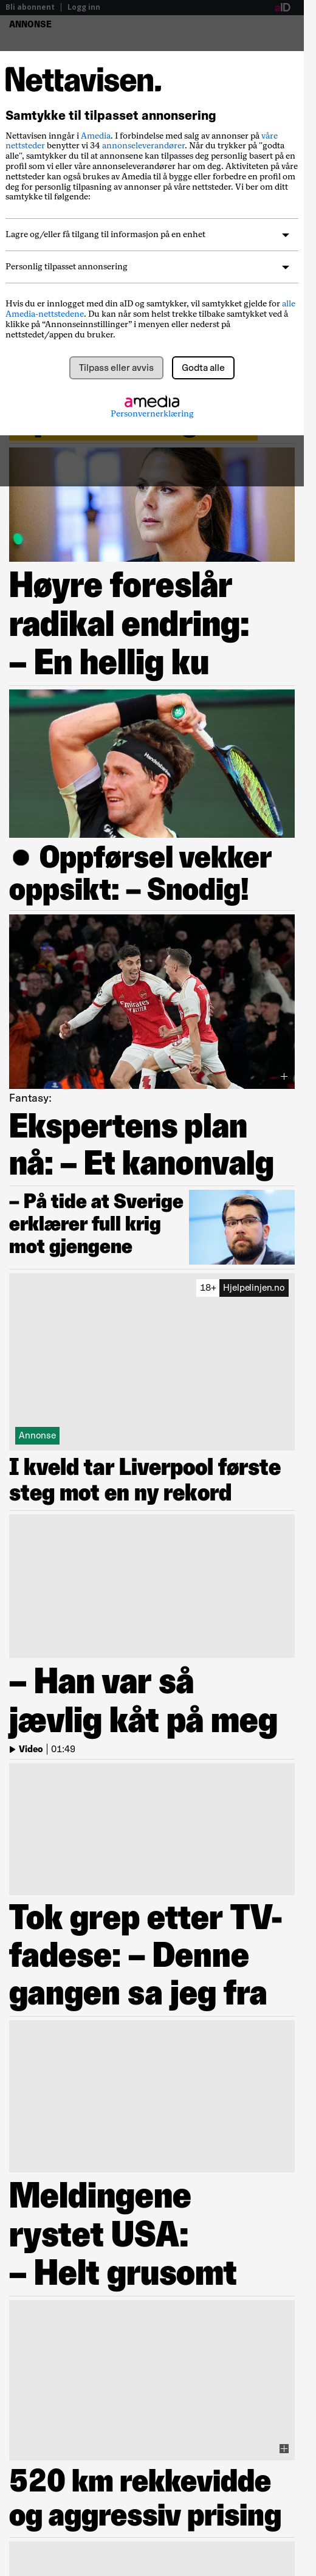 Bli abonnent | Logg inn
aID
ANNONSE
Nettavisen.
Samtykke til tilpasset annonsering
Nettavisen inngår i Amedia. I forbindelse med salg av annonser på våre
nettsteder benytter vi 34 annonseleverandører. Når du trykker på "godta
alle", samtykker du til at annonsene kan tilpasses deg personlig basert på en
profil som vi eller våre annonseleverandører har om deg. Aktiviteten på våre
nettsteder kan også brukes av Amedia til å bygge eller forbedre en profil om
deg for personlig tilpasning av annonser på våre nettsteder. Vi ber om ditt
samtykke til følgende:
Lagre og/eller få tilgang til informasjon på en enhet
Personlig tilpasset annonsering
Hvis du er innlogget med din aID og samtykker, vil samtykket gjelde for alle
Amedia-nettstedene. Du kan når som helst trekke tilbake samtykket ved å
klikke på “Annonseinnstillinger” i menyen eller nederst på
nettstedet/appen du bruker.
Tilpass eller avvis
Godta alle
amedia
Personvernerklæring
Høyre foreslår
radikal endring:
– En hellig ku
Oppførsel vekker
oppsikt: – Snodig!
Fantasy:
Ekspertens plan
nå: – Et kanonvalg
– På tide at Sverige
erklærer full krig
mot gjengene
18+ Hjelpelinjen.no
Annonse
I kveld tar Liverpool første
steg mot en ny rekord
– Han var så
jævlig kåt på meg
Video | 01:49
Tok grep etter TV-
fadese: – Denne
gangen sa jeg fra
Meldingene
rystet USA:
– Helt grusomt
520 km rekkevidde
og aggressiv prising